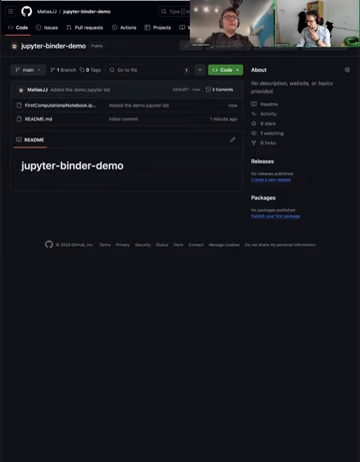 MatiasJJ / jupyter-binder-demo
Type
Code Issues Pull requests Actions Projects
jupyter-binder-demo Public
main 1 Branch 0 Tags Go to file Code
MatiasJJ Added the demo jupyter lab now 2 Commits
FirstComputationalNotebook.ip... Added the demo jupyter lab now
README.md Initial commit 1 minute ago
README
jupyter-binder-demo
About
No description, website, or topics
provided.
Readme
Activity
0 stars
1 watching
0 forks
Releases
No releases published
Create a new release
Packages
No packages published
Publish your first package
© 2024 GitHub, Inc. Terms Privacy Security Status Docs Contact Manage cookies Do not share my personal information